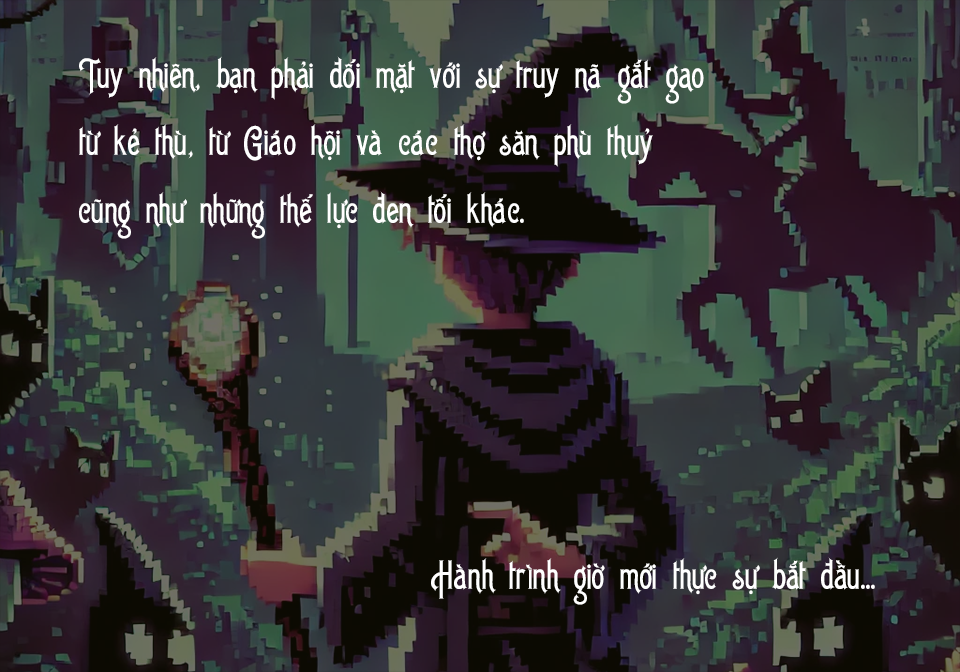 Tuy nhiên, bạn phải đối mặt với sự truy nã gắt gao
từ kẻ thù, từ Giáo hội và các thợ săn phù thuỷ
cũng như những thế lực đen tối khác.
Hành trình giờ mới thực sự bắt đầu...